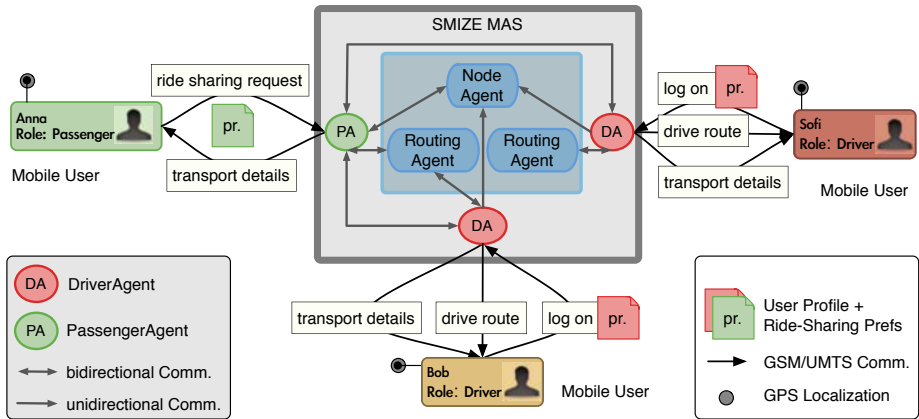 SMIZE MAS
ride sharing request
pr.
transport details
Anna
Role: Passenger
Mobile User
PA
Node
Agent
Routing
Agent
Routing
Agent
DA
DA
log on
pr.
drive route
transport details
Sofi
Role: Driver
Mobile User
transport details
drive route
log on
pr.
Bob
Role: Driver
Mobile User
DA
DriverAgent
PA
PassengerAgent
bidirectional Comm.
unidirectional Comm.
pr.
User Profile +
Ride-Sharing Prefs
GSM/UMTS Comm.
GPS Localization